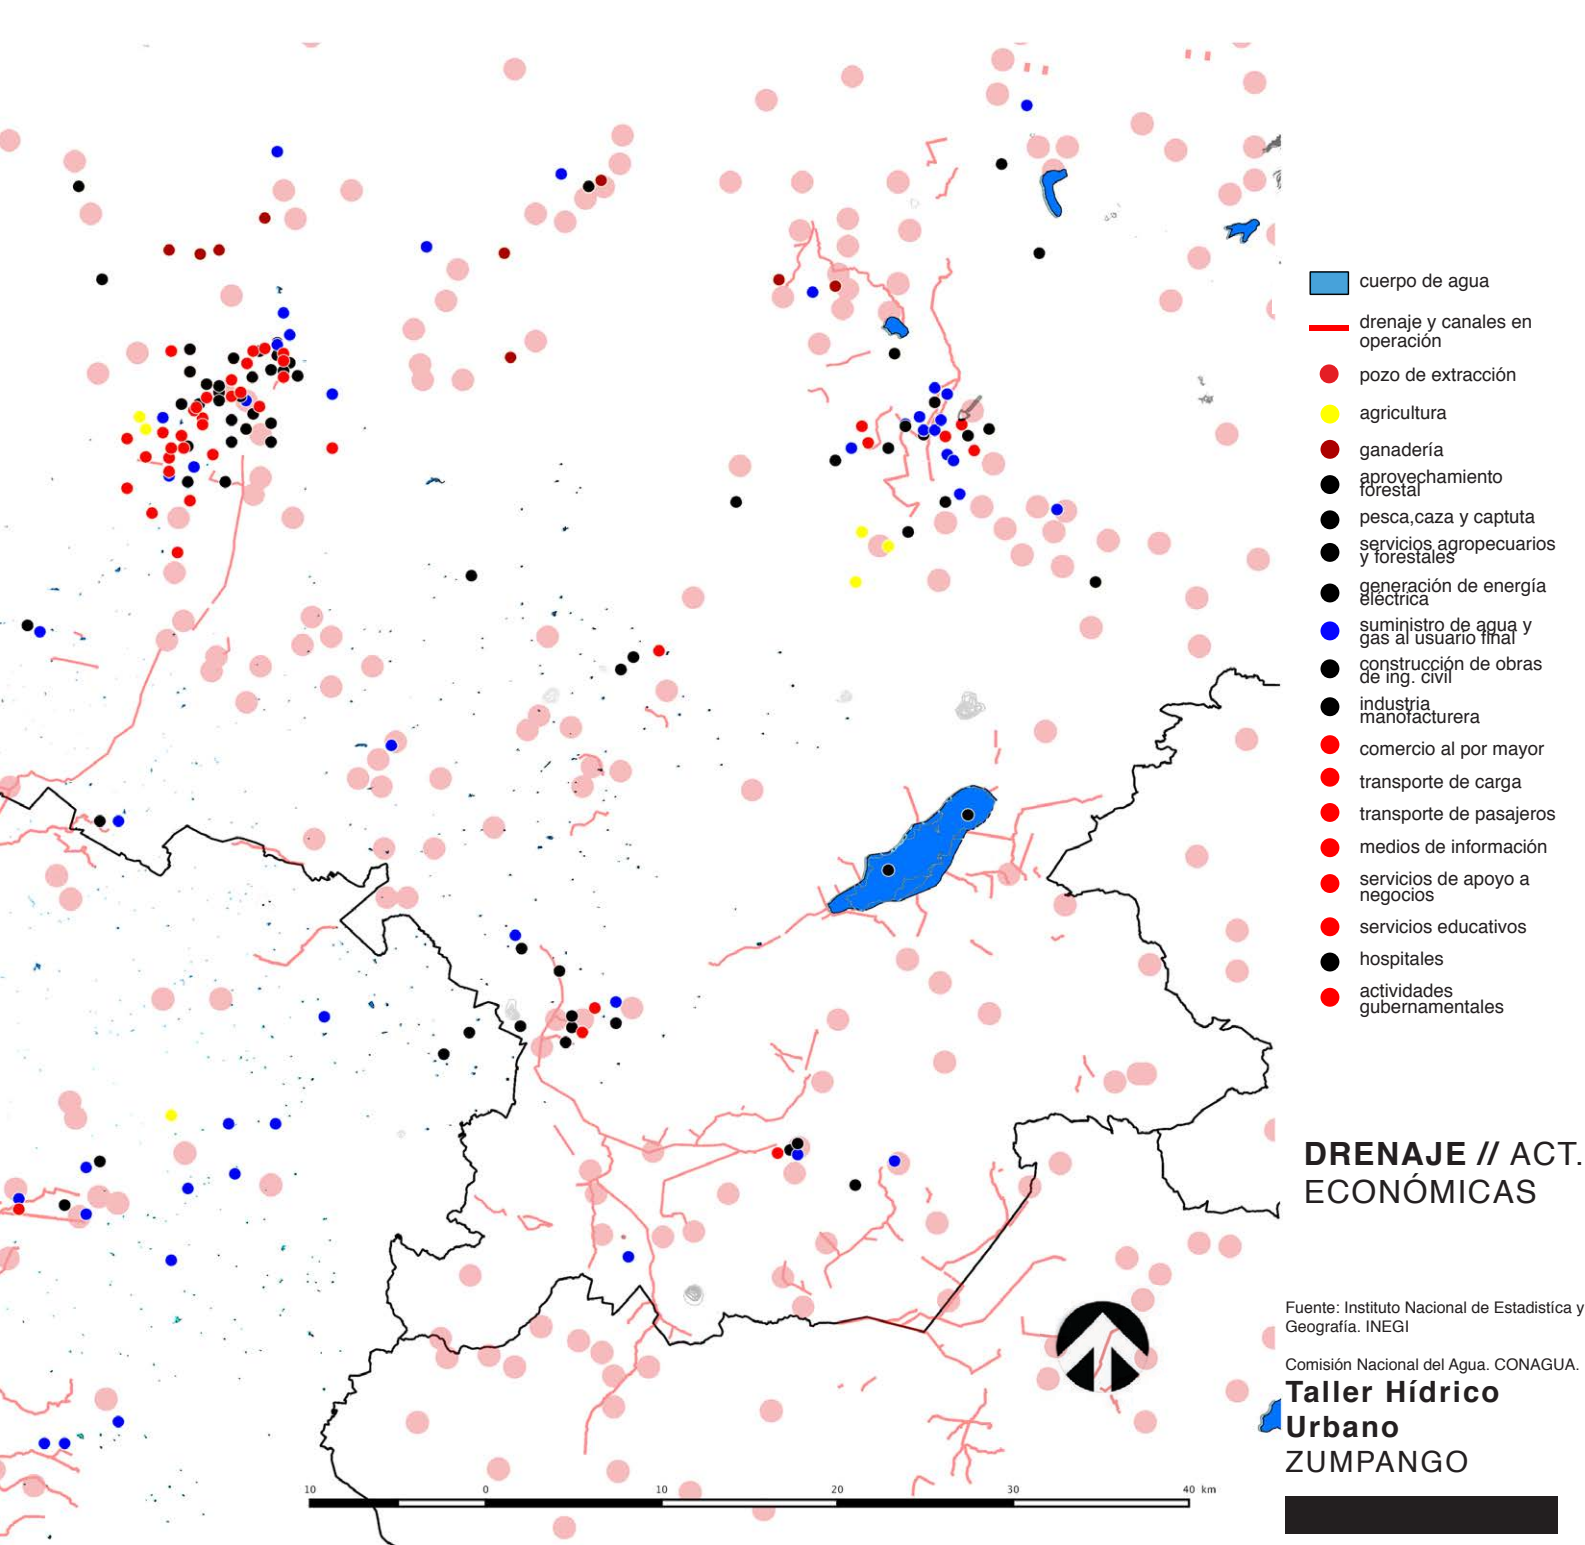 cuerpo de agua
drenaje y canales en
operación
pozo de extracción
agricultura
ganadería
aprovechamiento
forestal
pesca,caza y captuta
servicios agropecuarios
y forestales
generación de energía
eléctrica
suministro de agua y
gas al usuario final
construcción de obras
de ing. civil
industria
manofacturera
comercio al por mayor
transporte de carga
transporte de pasajeros
medios de información
servicios de apoyo a
negocios
servicios educativos
hospitales
actividades
gubernamentales
DRENAJE // ACT.
ECONÓMICAS
Fuente: Instituto Nacional de Estadistíca y
Geografía. INEGI
Comisión Nacional del Agua. CONAGUA.
Taller Hídrico
Urbano
ZUMPANGO
10 0 10 20 30 40 km